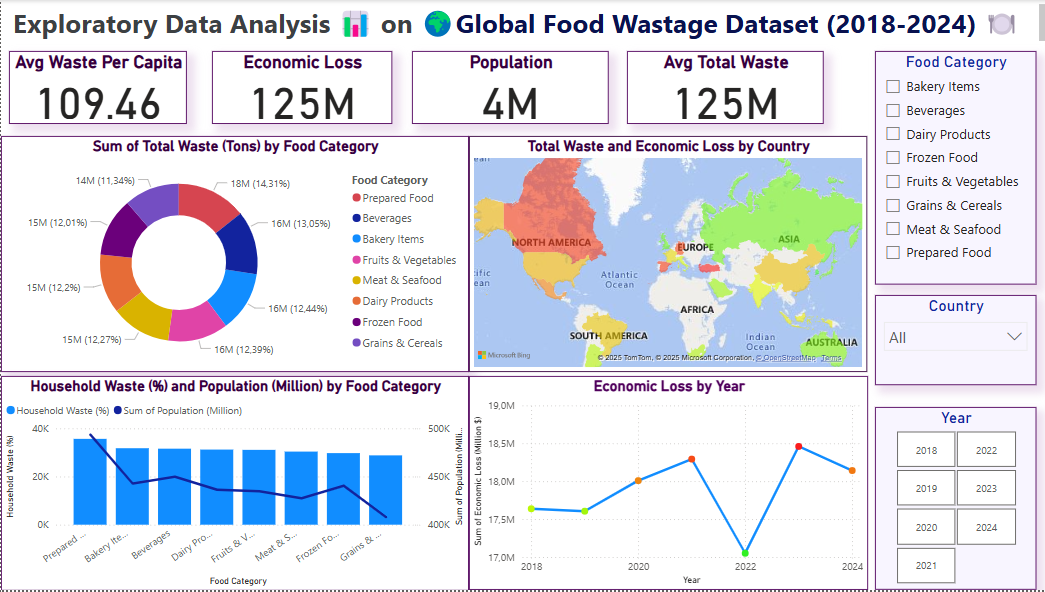 Exploratory Data Analysis 📊 on 🌍 Global Food Wastage Dataset (2018-2024) 🍽️
Avg Waste Per Capita
109.46
Economic Loss
125M
Population
4M
Avg Total Waste
125M
Food Category
Bakery Items
Beverages
Dairy Products
Frozen Food
Fruits & Vegetables
Grains & Cereals
Meat & Seafood
Prepared Food
Sum of Total Waste (Tons) by Food Category
14M (11,34%)
18M (14,31%)
15M (12,01%)
16M (13,05%)
15M (12,2%)
16M (12,44%)
15M (12,27%)
16M (12,39%)
Food Category
Prepared Food
Beverages
Bakery Items
Fruits & Vegetables
Meat & Seafood
Dairy Products
Frozen Food
Grains & Cereals
Total Waste and Economic Loss by Country
NORTH AMERICA
EUROPE
ASIA
Atlantic
Ocean
AFRICA
SOUTH AMERICA
Indian
Ocean
AUSTRALIA
Microsoft Bing
© 2025 TomTom, © 2025 Microsoft Corporation, © OpenStreetMap Terms
Country
All
Household Waste (%) and Population (Million) by Food Category
Household Waste (%)
Sum of Population (Million)
Household Waste (%)
40K
20K
0K
500K
450K
400K
Sum of Population (Milli...
Prepared ...
Bakery Ite...
Beverages
Dairy Pro...
Fruits & V...
Meat & S...
Frozen Fo...
Grains & ...
Food Category
Economic Loss by Year
Sum of Economic Loss (Million $)
19,0M
18,5M
18,0M
17,5M
17,0M
2018
2020
2022
2024
Year
Year
2018
2022
2019
2023
2020
2024
2021